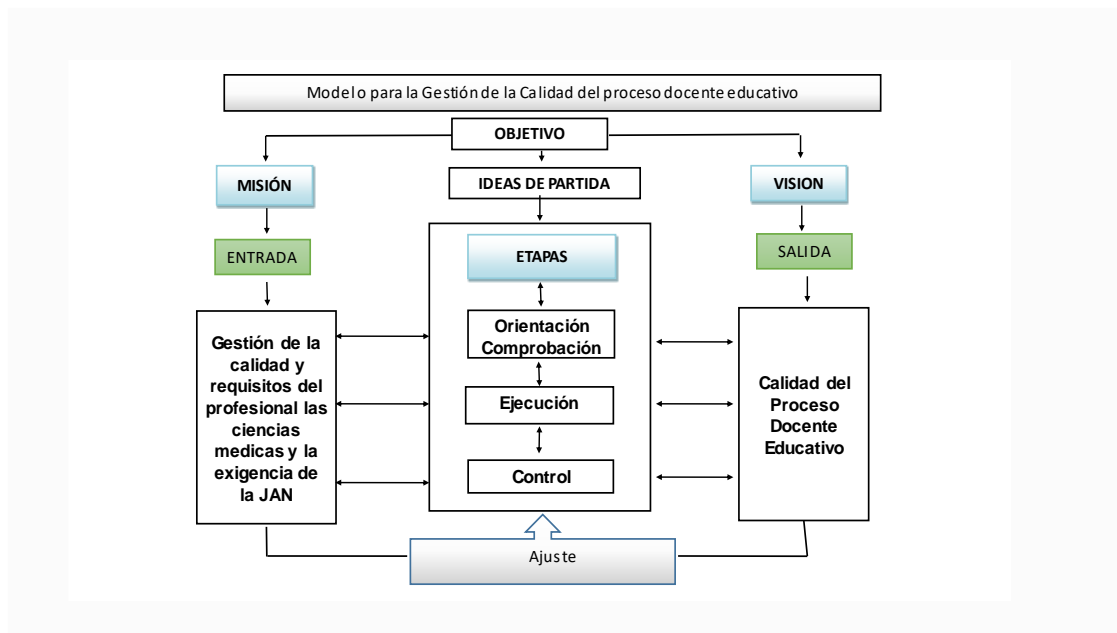 Modelo para la Gestión de la Calidad del proceso docente educativo
OBJETIVO
MISIÓN
IDEAS DE PARTIDA
VISION
ENTRADA
ETAPAS
SALIDA
Gestión de la
calidad y
requisitos del
profesional las
ciencias
medicas y la
exigencia de
la JAN
Orientación
Comprobación
Ejecución
Control
Calidad del
Proceso
Docente
Educativo
Ajuste